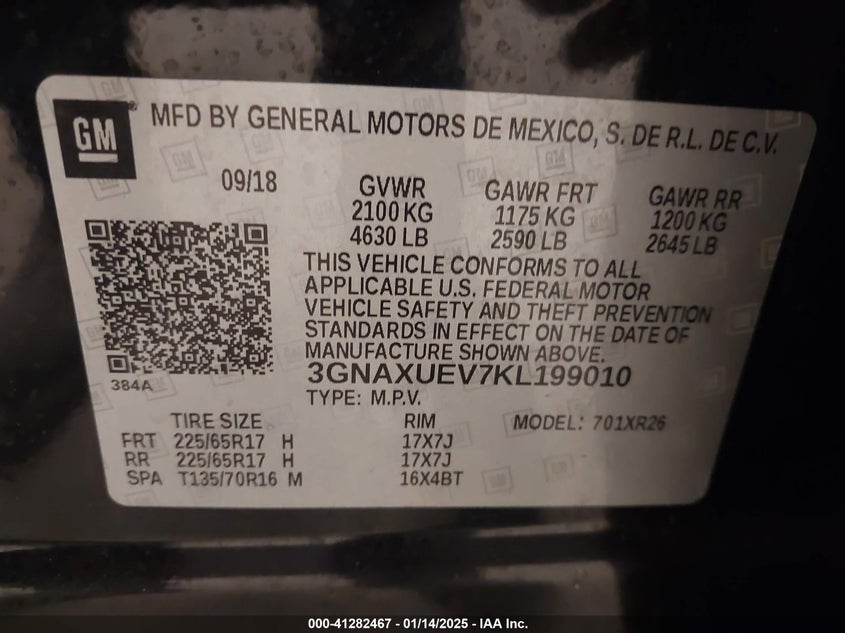 GM
MFD BY GENERAL MOTORS DE MEXICO, S. DE R.L. DE C.V.
09/18 GVWR GAWR FRT GAWR RR
2100 KG 1175 KG 1200 KG
4630 LB 2590 LB 2645 LB
THIS VEHICLE CONFORMS TO ALL
APPLICABLE U.S. FEDERAL MOTOR
VEHICLE SAFETY AND THEFT PREVENTION
STANDARDS IN EFFECT ON THE DATE OF
MANUFACTURE SHOWN ABOVE.
384A
3GNAXUEV7KL199010
TYPE: M.P.V.
TIRE SIZE RIM MODEL: 701XR26
FRT 225/65R17 H 17X7J
RR 225/65R17 H 17X7J
SPA T135/70R16 M 16X4BT
000-41282467 - 01/14/2025 - IAA Inc.